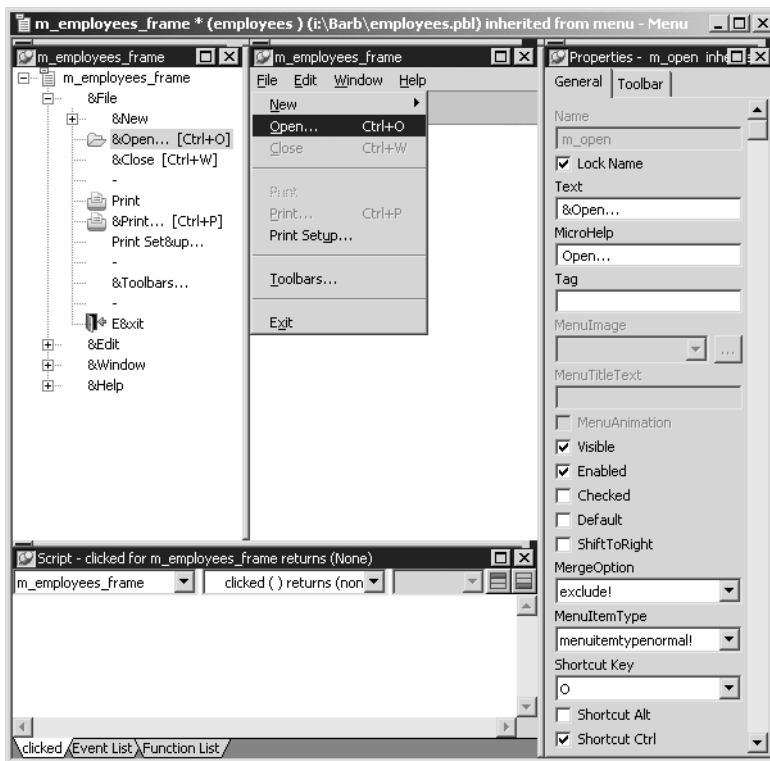 m_employees_frame * (employees ) (i:\Barb\employees.pbl) inherited from menu - Menu
m_employees_frame
m_employees_frame
&File
&New
&Open... [Ctrl+O]
&Close [Ctrl+W]
-
Print
&Print... [Ctrl+P]
Print Set&up...
-
&Toolbars...
-
E&xit
&Edit
&Window
&Help
m_employees_frame
File Edit Window Help
New
Open... Ctrl+O
Close Ctrl+W
Print
Print... Ctrl+P
Print Setup...
Toolbars...
Exit
Properties - m_open inhe
General Toolbar
Name
m_open
Lock Name
Text
&Open...
MicroHelp
Open...
Tag
MenuImage
...
MenuTitleText
MenuAnimation
Visible
Enabled
Checked
Default
ShiftToRight
MergeOption
exclude!
MenuItemType
menuitemtypenormal!
Shortcut Key
O
Shortcut Alt
Shortcut Ctrl
Script - clicked for m_employees_frame returns (None)
m_employees_frame clicked ( ) returns (non
clicked Event List Function List